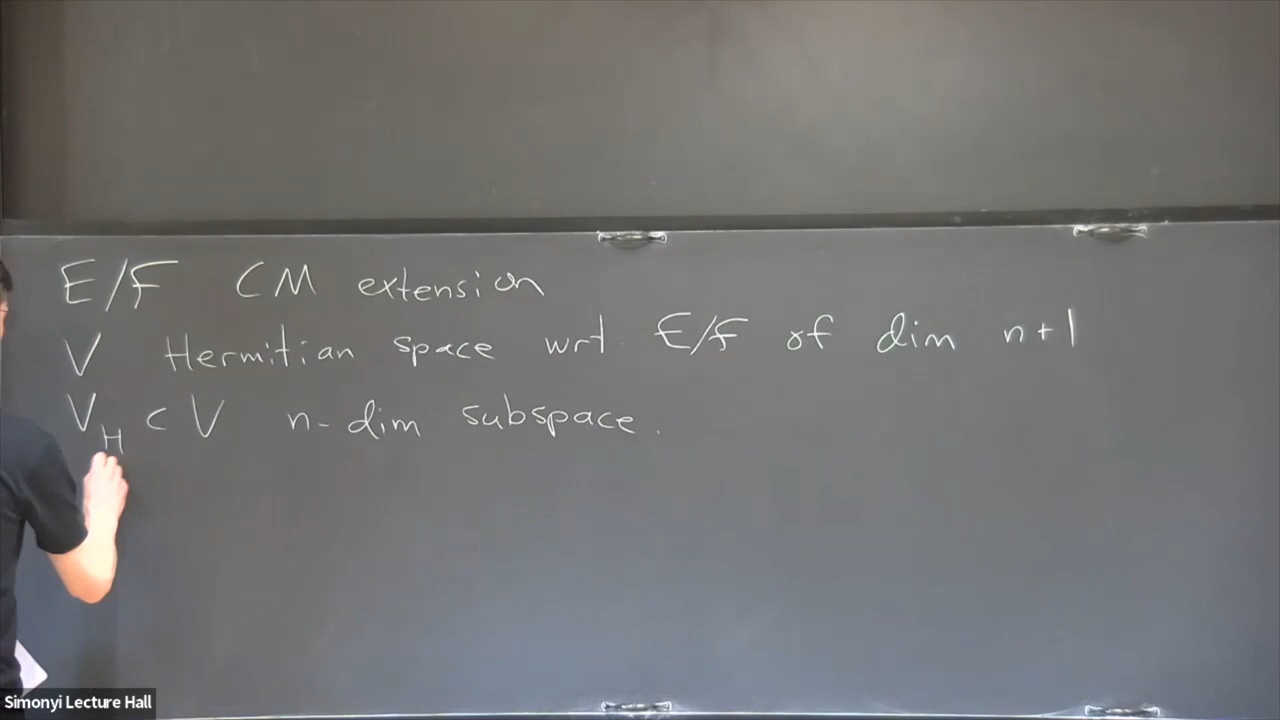 E/F CM extension
V Hermitian space wrt. E/F of dim n+1
V_H ⊂ V n-dim subspace.
Simonyi Lecture Hall